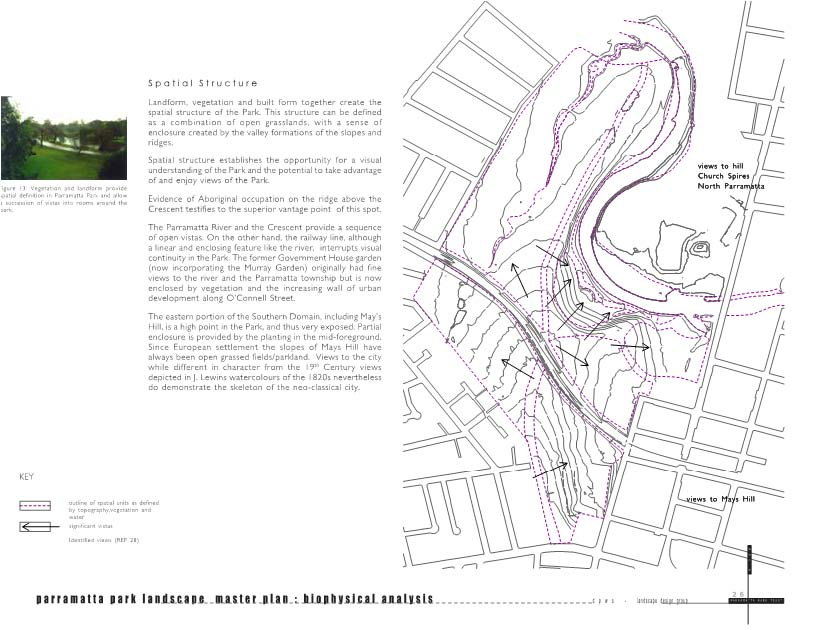 Spatial Structure
Landform, vegetation and built form together create the
spatial structure of the Park. This structure can be defined
as a combination of open grasslands, with a sense of
enclosure created by the valley formations of the slopes and
ridges.
Spatial structure establishes the opportunity for a visual
understanding of the Park and the potential to take advantage
of and enjoy views of the Park.
Evidence of Aboriginal occupation on the ridge above the
Crescent testifies to the superior vantage point of this spot.
The Parramatta River and the Crescent provide a sequence
of open vistas. On the other hand, the railway line, although
a linear and enclosing feature like the river, interrupts visual
continuity in the Park. The former Government House garden
(now incorporating the Murray Garden) originally had fine
views to the river and the Parramatta township but is now
enclosed by vegetation and the increasing wall of urban
development along O'Connell Street.
The eastern portion of the Southern Domain, including May's
Hill, is a high point in the Park, and thus very exposed. Partial
enclosure is provided by the planting in the mid-foreground.
Since European settlement the slopes of Mays Hill have
always been open grassed fields/parkland. Views to the city
while different in character from the 19th Century views
depicted in J. Lewins watercolours of the 1820s nevertheless
do demonstrate the skeleton of the neo-classical city.
igure 13: Vegetation and landform provide
patial definition in Parramatta Park and allow
a succession of vistas into rooms around the
park.
views to hill
Church Spires
North Parramatta
views to Mays Hill
KEY
outline of spatial units as defined
by topography,vegetation and
water
significant vistas
Identified views (REF 28)
parramatta park landscape master plan : biophysical analysis
c p w s - landscape design group
26
PARRAMATTA PARK TRUST